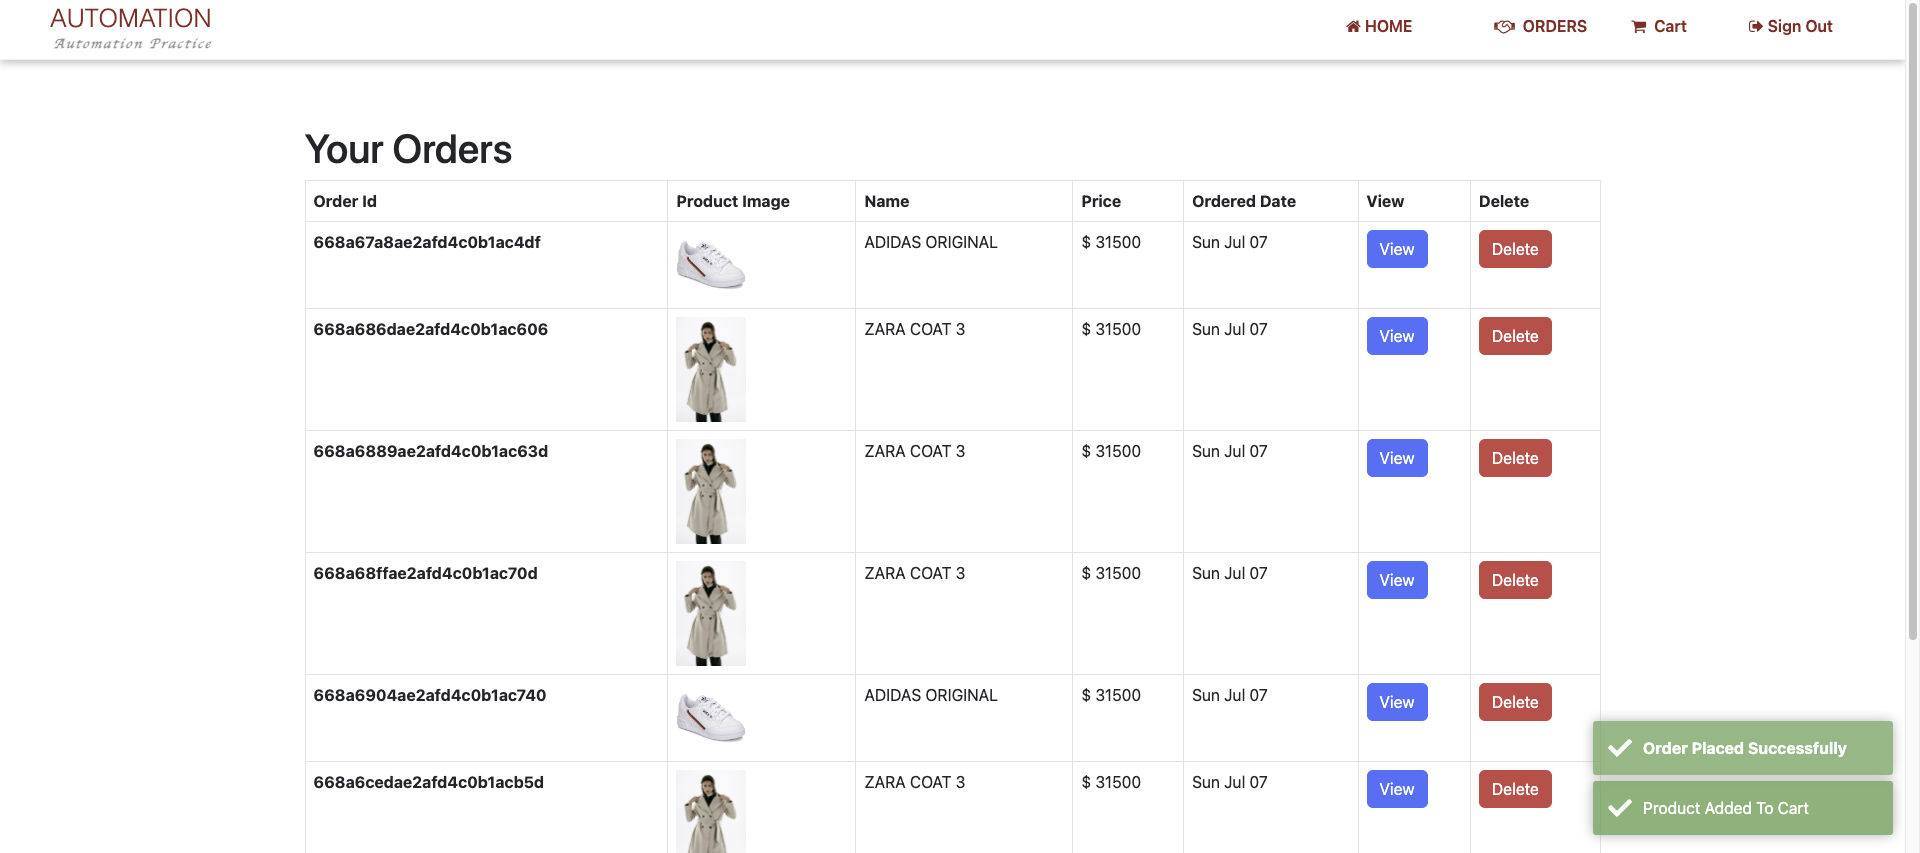 AUTOMATION
Automation Practice
HOME
ORDERS
Cart
Sign Out
Your Orders
Order Id Product Image Name Price Ordered Date View Delete
668a67a8ae2afd4c0b1ac4df ADIDAS ORIGINAL $ 31500 Sun Jul 07 View Delete
668a686dae2afd4c0b1ac606 ZARA COAT 3 $ 31500 Sun Jul 07 View Delete
668a6889ae2afd4c0b1ac63d ZARA COAT 3 $ 31500 Sun Jul 07 View Delete
668a68ffae2afd4c0b1ac70d ZARA COAT 3 $ 31500 Sun Jul 07 View Delete
668a6904ae2afd4c0b1ac740 ADIDAS ORIGINAL $ 31500 Sun Jul 07 View Delete
668a6cedae2afd4c0b1acb5d ZARA COAT 3 $ 31500 Sun Jul 07 View Delete
Order Placed Successfully
Product Added To Cart